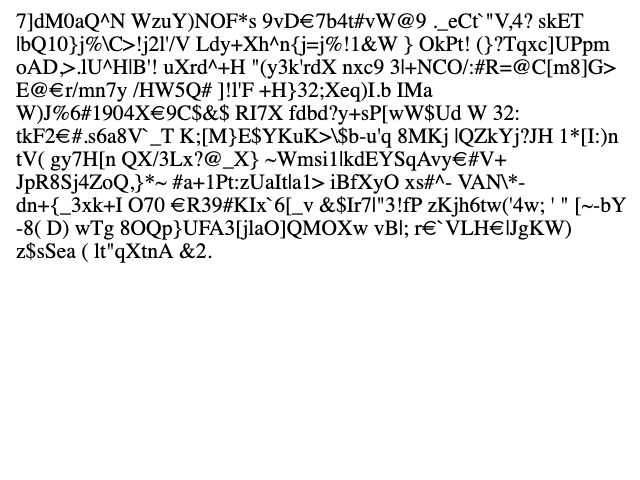 7]dM0aQ^N WzuY)NOF*s 9vD€7b4t#vW@9 ._eCt`"V,4? skET
|bQ10}j%\C>!j2l'/V Ldy+Xh^n{j=j%!1&W } OkPt! (}?Tqxc]UPpm
oAD,>.lU^H|B'! uXrd^+H "(y3k'rdX nxc9 3|+NCO/:#R=@C[m8]G>
E@€r/mn7y /HW5Q# ]!l'F +H}32;Xeq)I.b IMa
W)J%6#1904X€9C$&$ RI7X fdbd?y+sP[wW$Ud W 32:
tkF2€#.s6a8V`_T K;[M}E$YKuK>\$b-u'q 8MKj |QZkYj?JH 1*[I:)n
tV( gy7H[n QX/3Lx?@_X} ~Wmsi1||kdEYSqAvy€#V+
JpR8Sj4ZoQ,}*~ #a+1Pt:zUaIt|a1> iBfXyO xs#^- VAN\*-
dn+{_3xk+I O70 €R39#KIx`6[_v &$Ir7|"3!fP zKjh6tw('4w; ' " [~-bY
-8( D) wTg 8OQp}UFA3[jlaO]QMOXw vB|; r€`VLH€|JgKW)
z$sSea ( lt"qXtnA &2.